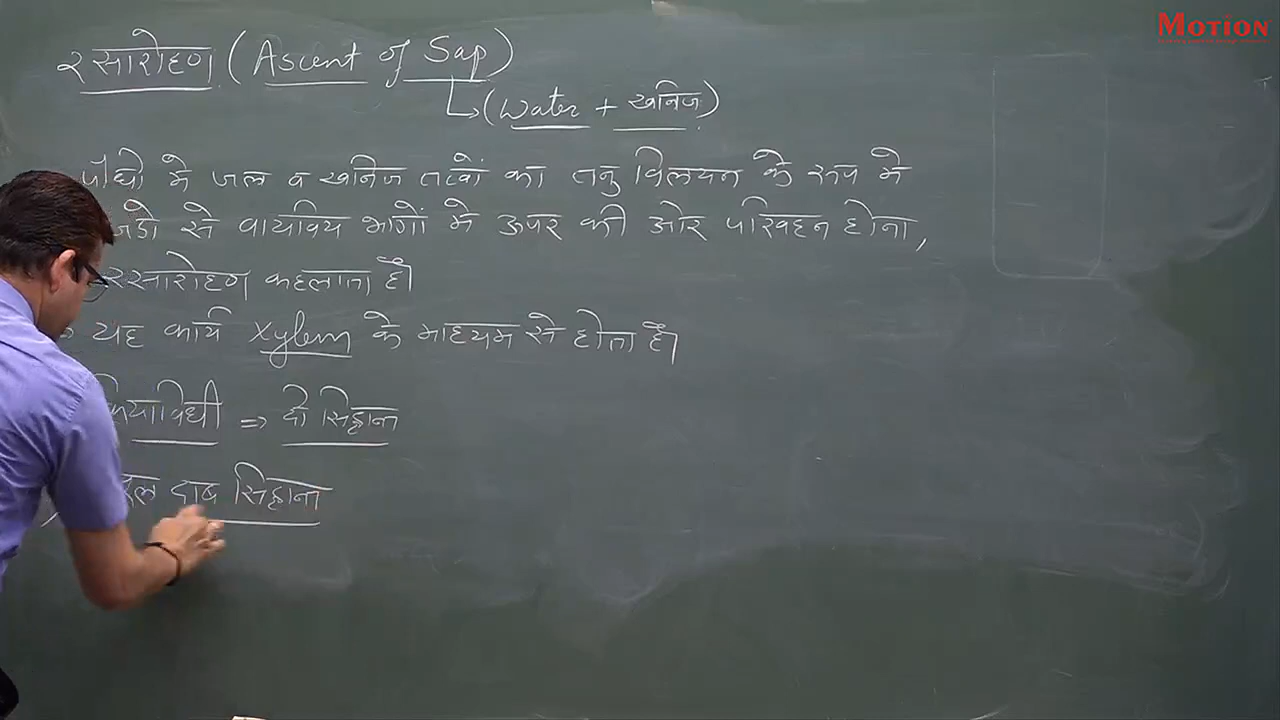 MOTION
रसारोहण (Ascent of Sap)
(Water + खनिज)
पौधो मे जल व खनिज तत्वों का तनु विलयन के रूप मे
जडो से वायविय भागों मे ऊपर की ओर परिवहन होना,
रसारोहण कहलाता है।
यह कार्य Xylem के माध्यम से होता है।
क्रियाविधी ⇒ दो सिद्धान्त
दाब सिद्धान्त